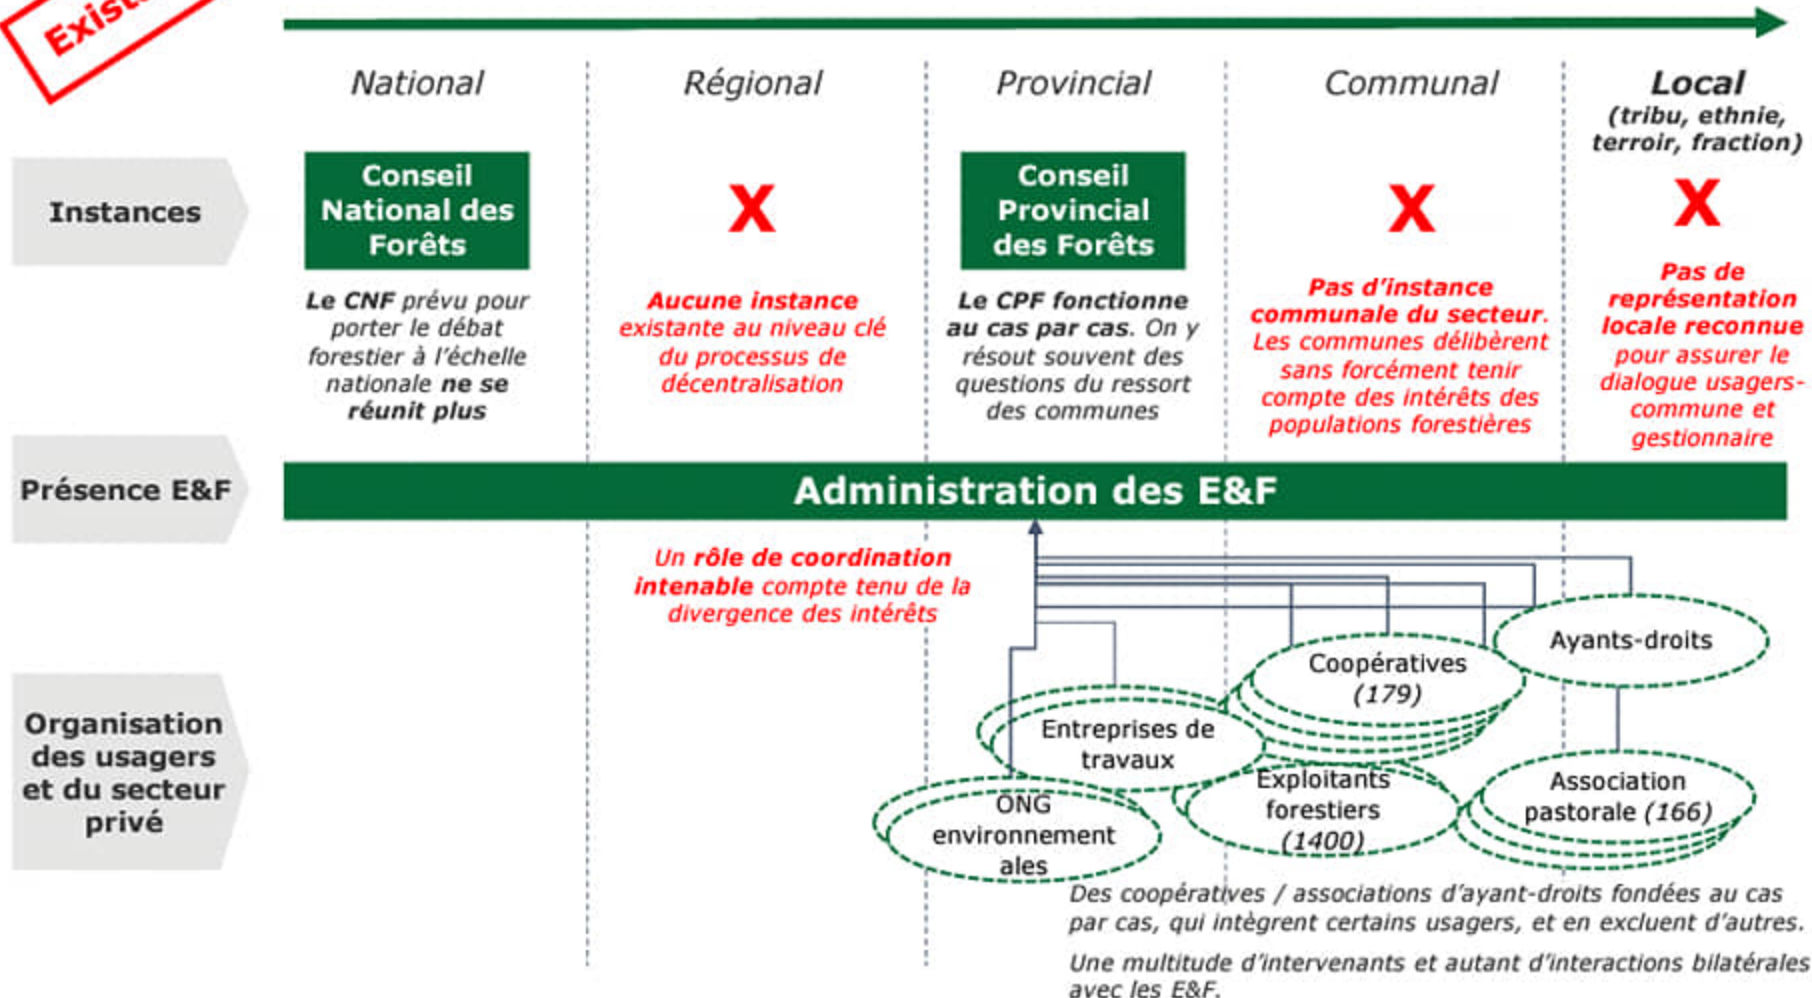 National
Régional
Provincial
Communal
Local
(tribu, ethnie,
terroir, fraction)
Instances
Conseil
National des
Forêts
X
Conseil
Provincial
des Forêts
X
X
Le CNF prévu pour
porter le débat
forestier à l'échelle
nationale ne se
réunit plus
Aucune instance
existante au niveau clé
du processus de
décentralisation
Le CPF fonctionne
au cas par cas. On y
résout souvent des
questions du ressort
des communes
Pas d'instance
communale du secteur.
Les communes délibèrent
sans forcément tenir
compte des intérêts des
populations forestières
Pas de
représentation
locale reconnue
pour assurer le
dialogue usagers-
commune et
gestionnaire
Présence E&F
Administration des E&F
Un rôle de coordination
intenable compte tenu de la
divergence des intérêts
Organisation
des usagers
et du secteur
privé
Ayants-droits
Coopératives
(179)
Entreprises de
travaux
Exploitants
forestiers
(1400)
Association
pastorale (166)
ONG
environnement
ales
Des coopératives / associations d'ayant-droits fondées au cas
par cas, qui intègrent certains usagers, et en excluent d'autres.
Une multitude d'intervenants et autant d'interactions bilatérales
avec les E&F.